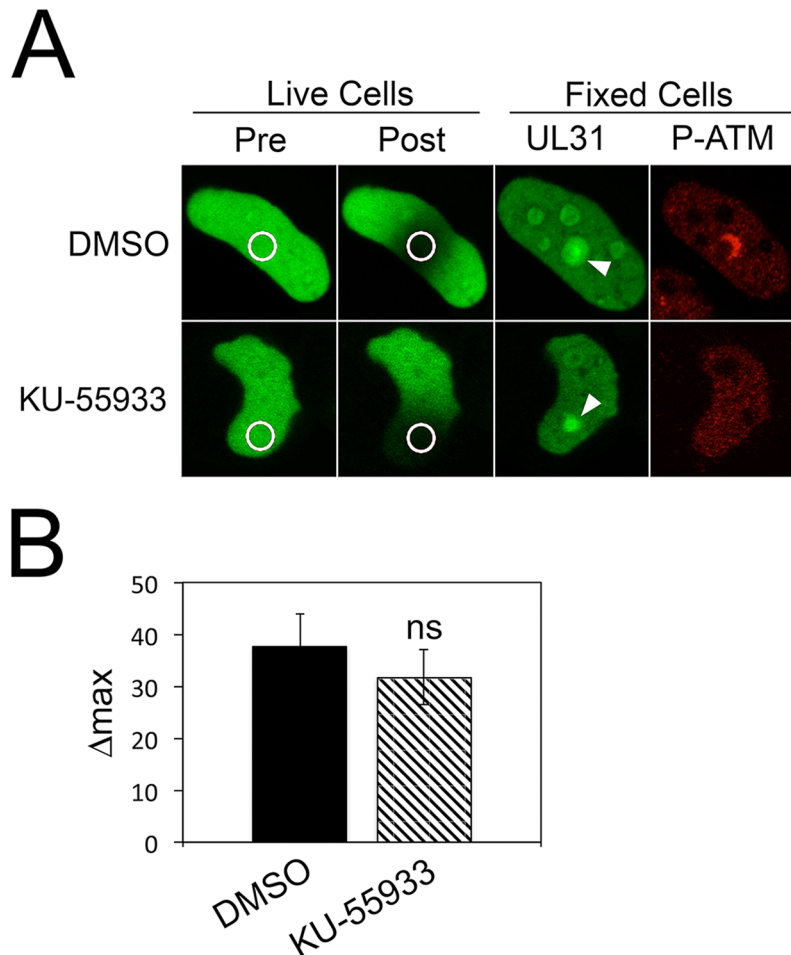 A
Live Cells Fixed Cells
Pre Post UL31 P-ATM
DMSO
KU-55933
B
50
40
30
20
10
0
Δmax
ns
DMSO
KU-55933